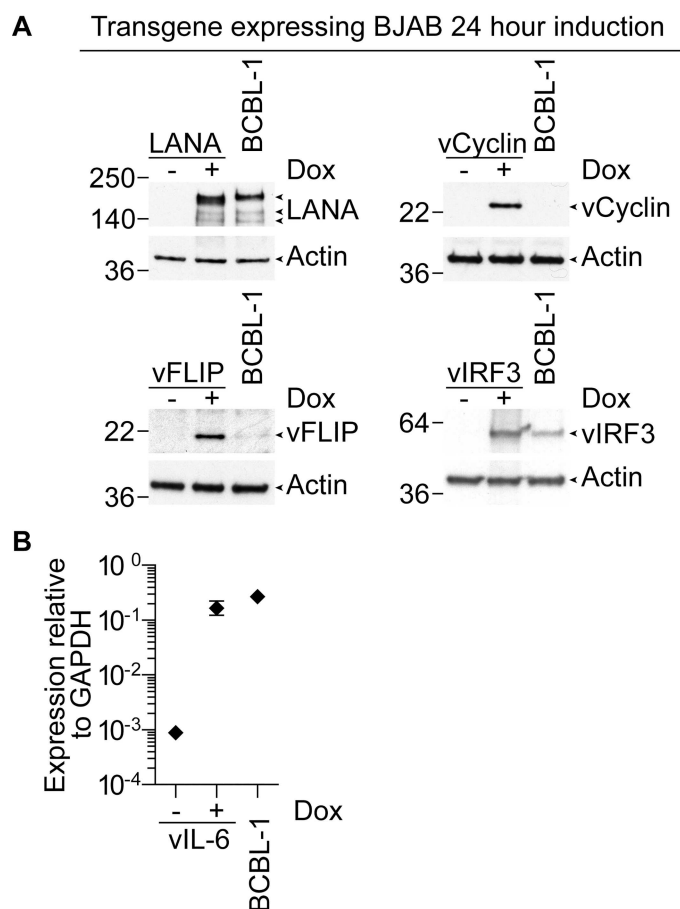 A
Transgene expressing BJAB 24 hour induction
LANA
BCBL-1
- + Dox
250
140
LANA
36
Actin
vCyclin
BCBL-1
- + Dox
22
vCyclin
36
Actin
vFLIP
BCBL-1
- + Dox
22
vFLIP
36
Actin
vIRF3
BCBL-1
- + Dox
64
vIRF3
36
Actin
B
Expression relative
to GAPDH
10 0
10-1
10-2
10-3
10-4
- + Dox
vIL-6
BCBL-1